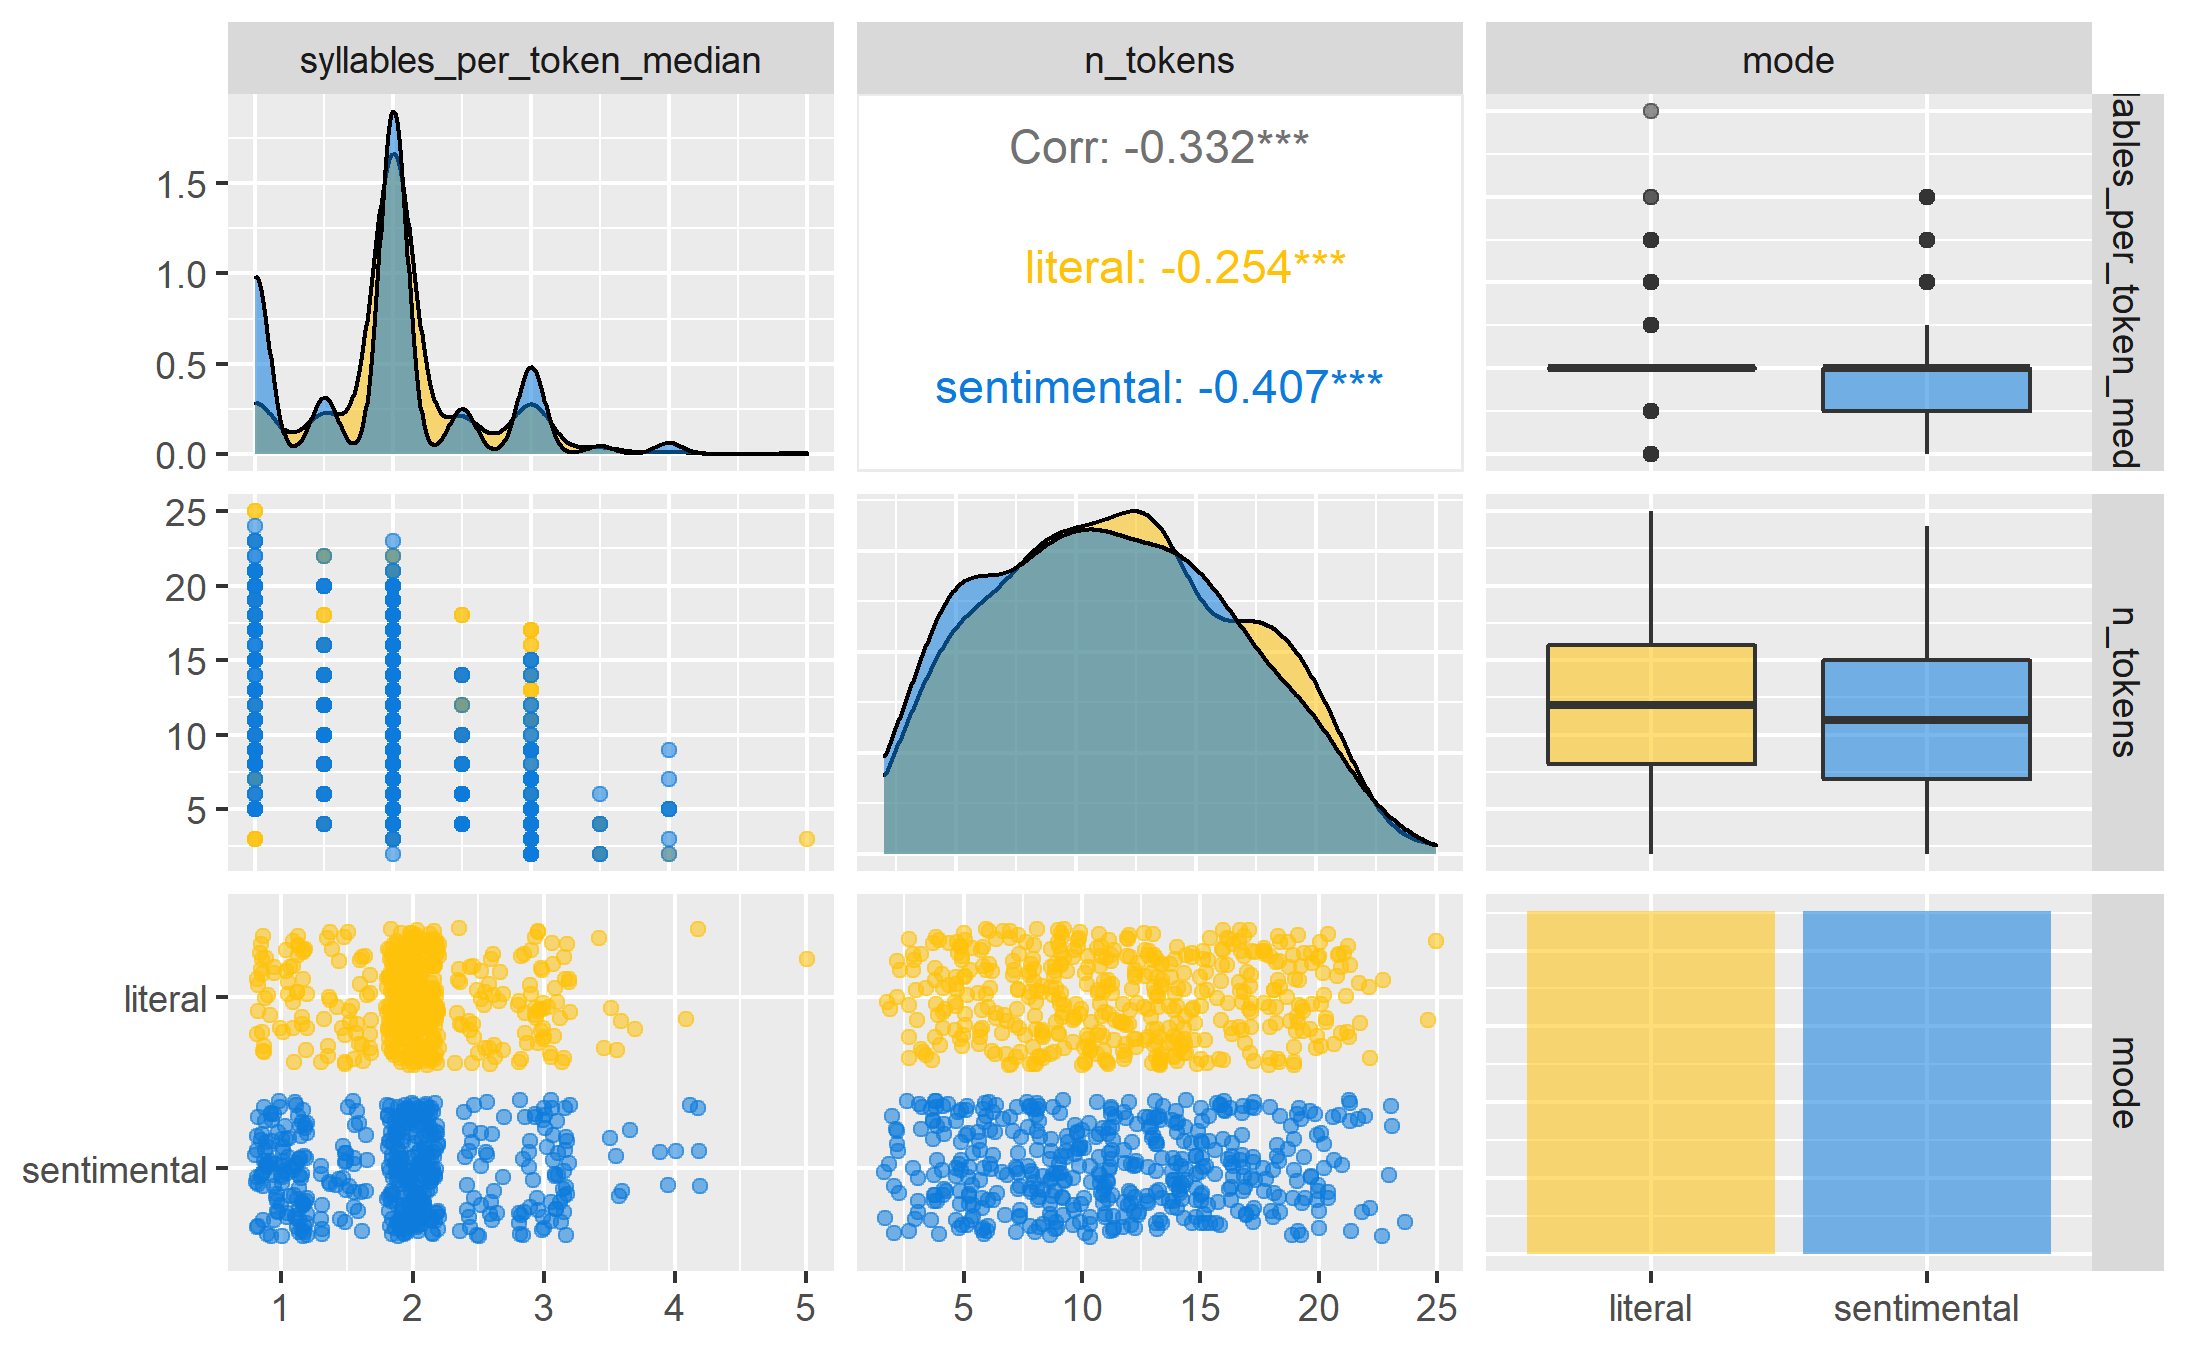 syllables_per_token_median n_tokens mode
1.5
1.0
0.5
0.0
Corr: -0.332***
literal: -0.254***
sentimental: -0.407***
lables_per_token_med
25
20
15
10
5
n_tokens
literal
sentimental
mode
1 2 3 4 5
5 10 15 20 25
literal sentimental